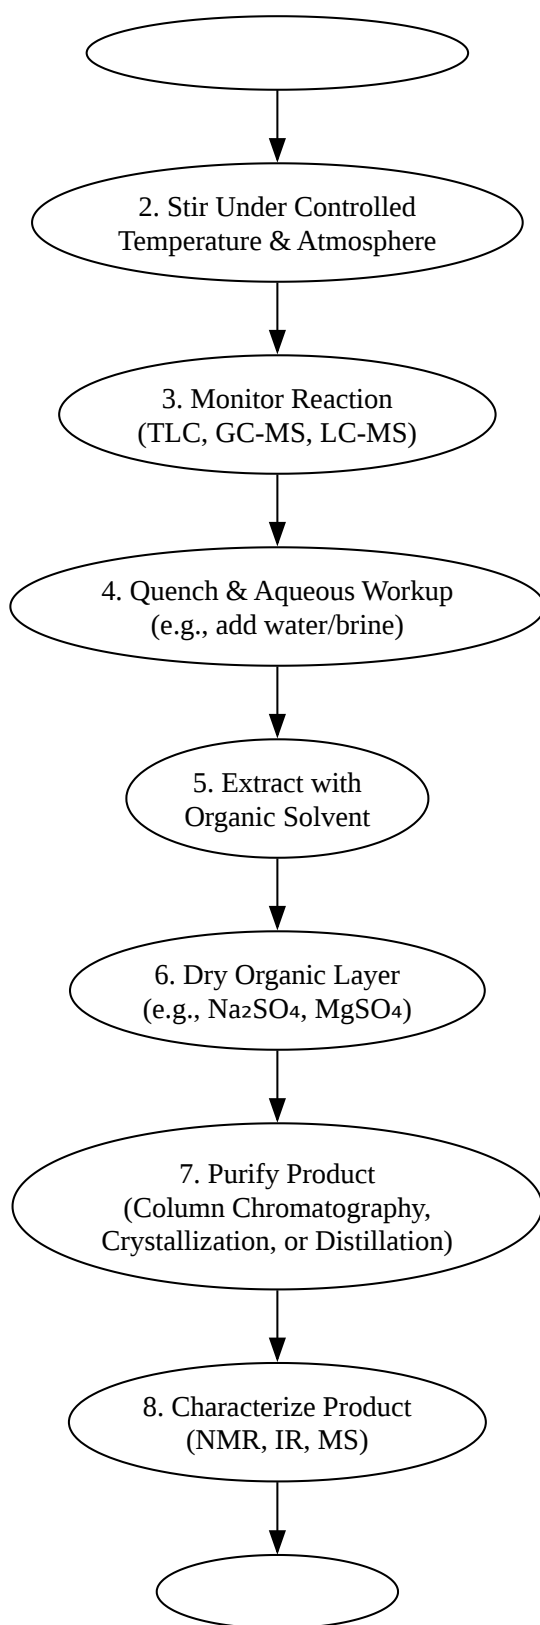 2. Stir Under Controlled
Temperature & Atmosphere
3. Monitor Reaction
(TLC, GC-MS, LC-MS)
4. Quench & Aqueous Workup
(e.g., add water/brine)
5. Extract with
Organic Solvent
6. Dry Organic Layer
(e.g., Na₂SO₄, MgSO₄)
7. Purify Product
(Column Chromatography,
Crystallization, or Distillation)
8. Characterize Product
(NMR, IR, MS)